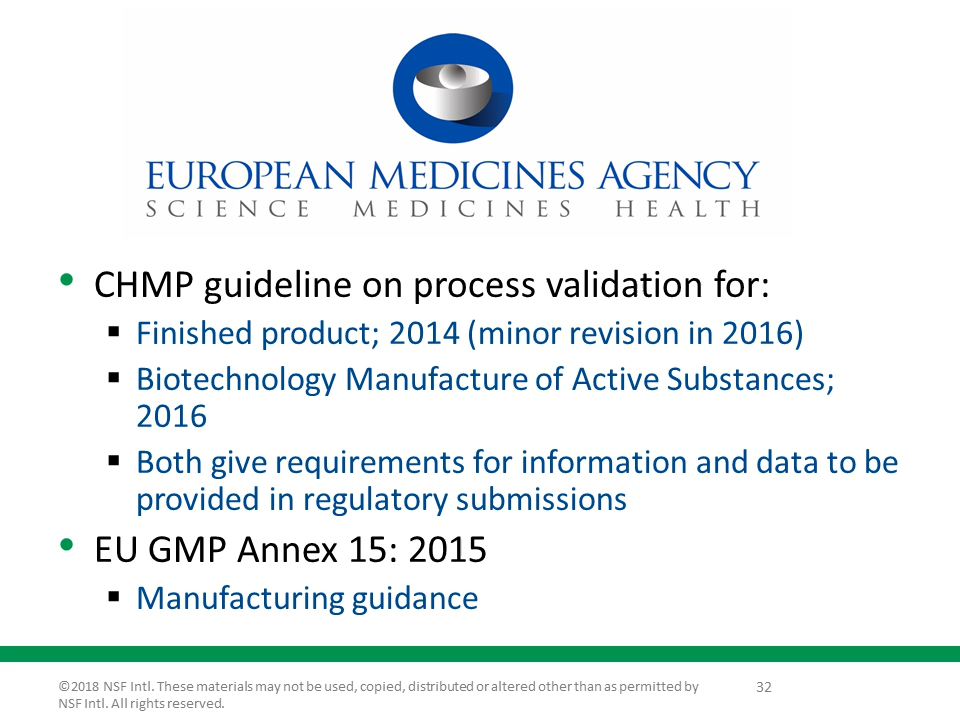 EUROPEAN MEDICINES AGENCY
SCIENCE MEDICINES HEALTH
• CHMP guideline on process validation for:
▪ Finished product; 2014 (minor revision in 2016)
▪ Biotechnology Manufacture of Active Substances;
2016
▪ Both give requirements for information and data to be
provided in regulatory submissions
• EU GMP Annex 15: 2015
▪ Manufacturing guidance
©2018 NSF Intl. These materials may not be used, copied, distributed or altered other than as permitted by
NSF Intl. All rights reserved.
32